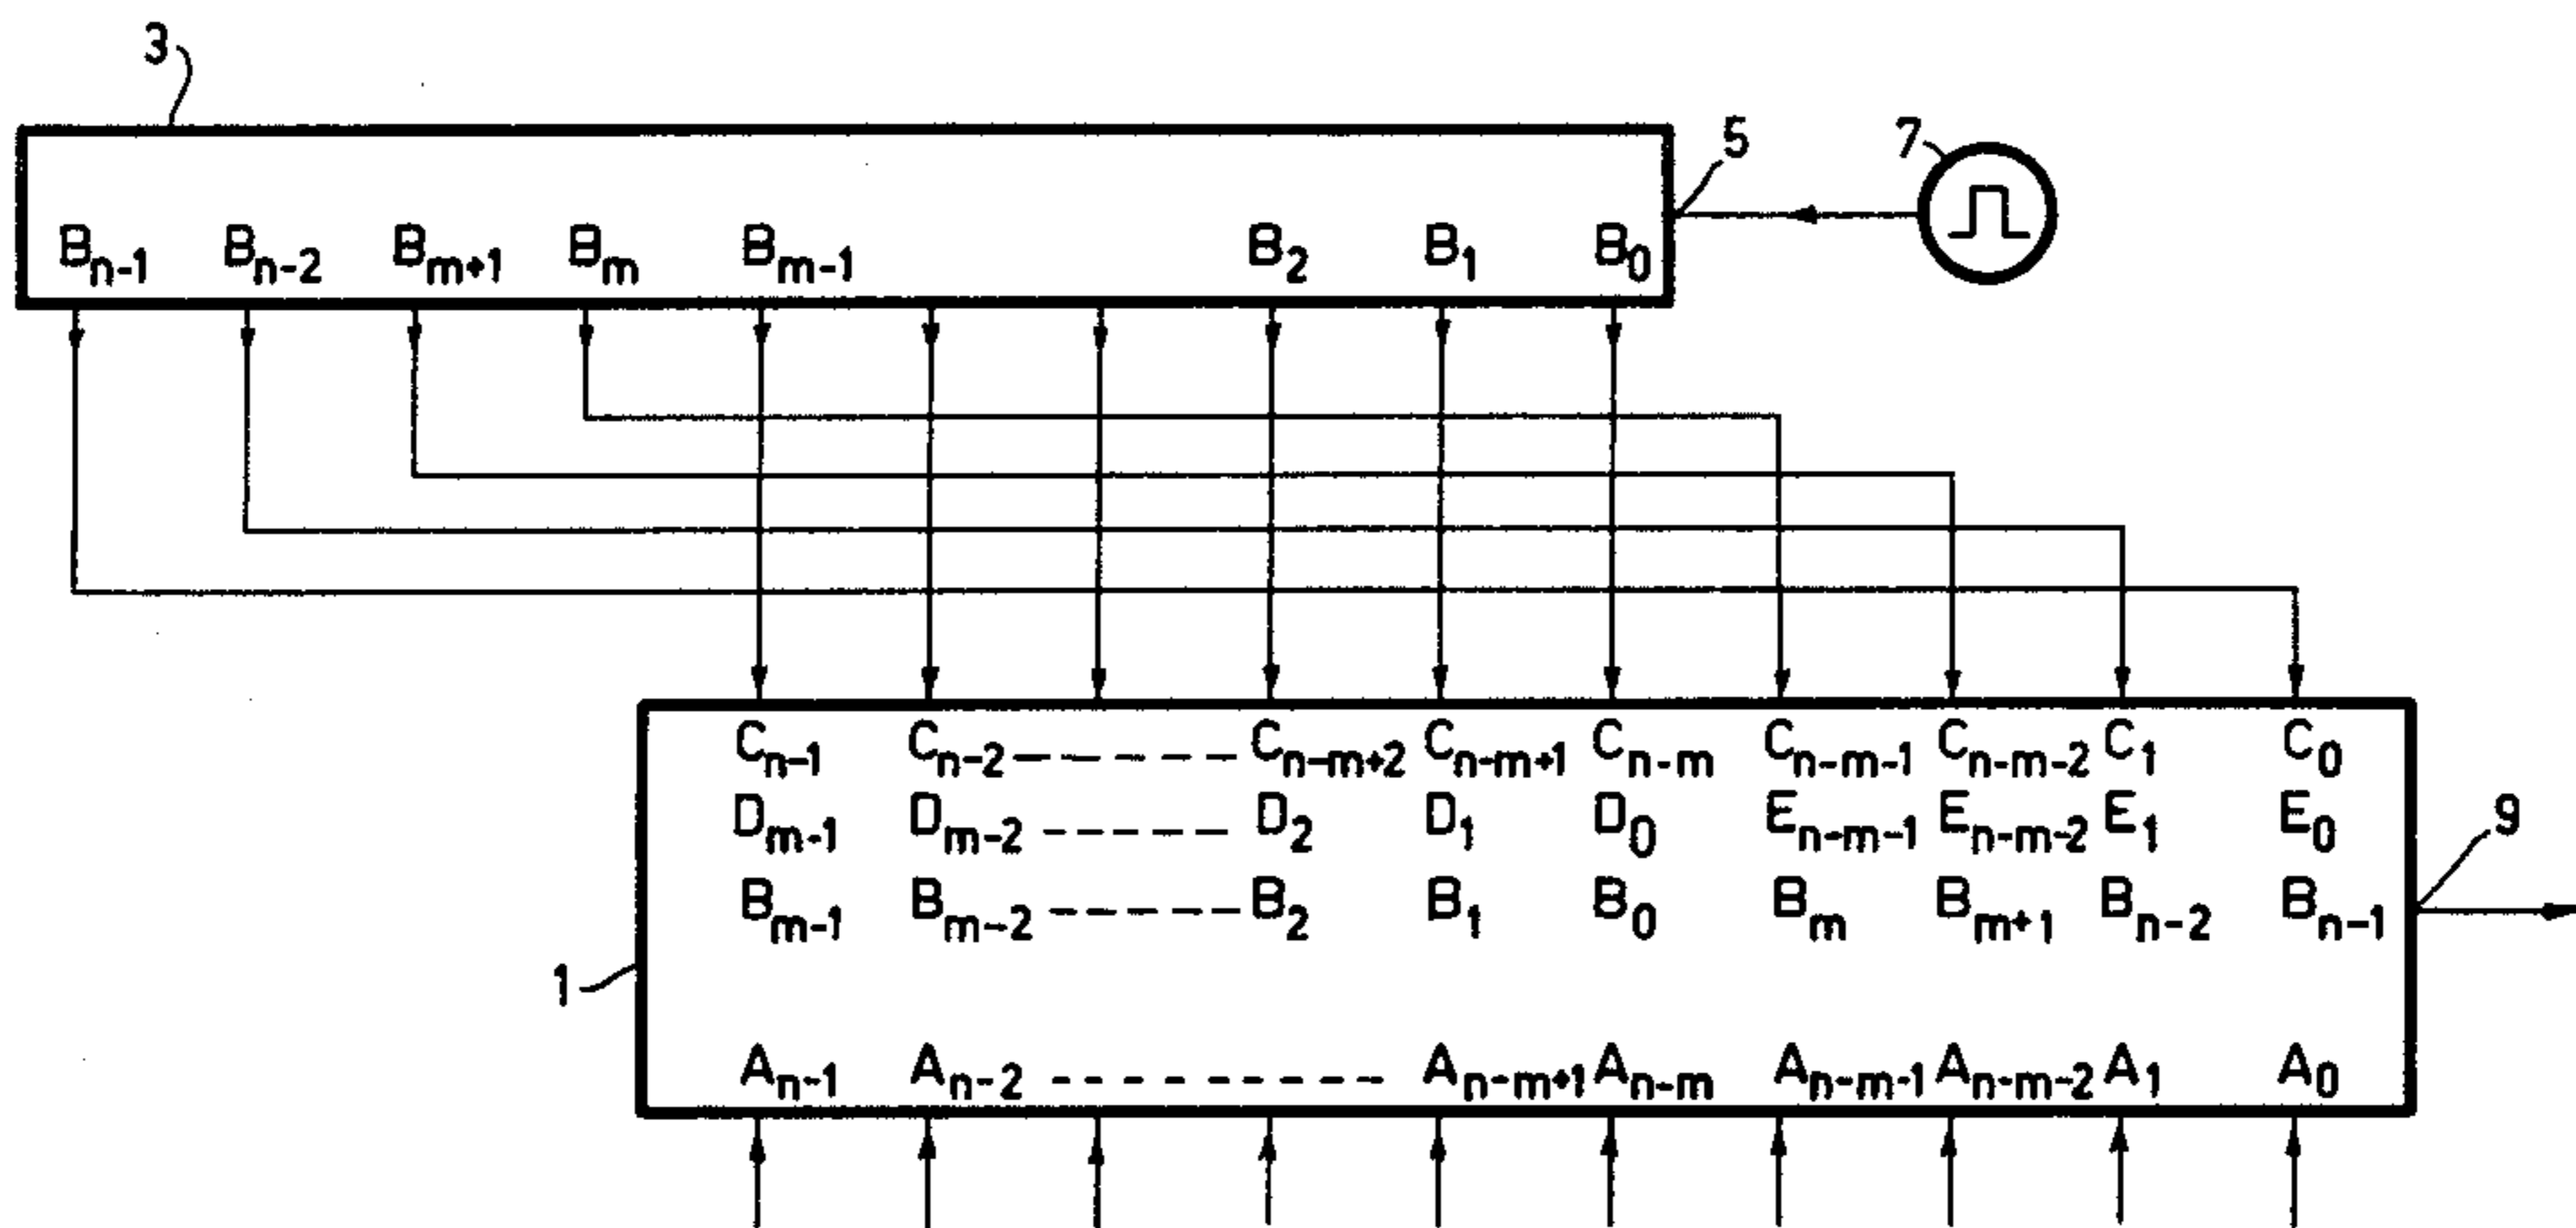 3
5
7
B_{n-1} B_{n-2} B_{m+1} B_m B_{m-1} B_2 B_1 B_0
C_{n-1} C_{n-2} ------ C_{n-m+2} C_{n-m+1} C_{n-m} C_{n-m-1} C_{n-m-2} C_1 C_0
D_{m-1} D_{m-2} ------ D_2 D_1 D_0 E_{n-m-1} E_{n-m-2} E_1 E_0
9
B_{m-1} B_{m-2} ------ B_2 B_1 B_0 B_m B_{m+1} B_{n-2} B_{n-1}
1
A_{n-1} A_{n-2} --------- A_{n-m+1} A_{n-m} A_{n-m-1} A_{n-m-2} A_1 A_0